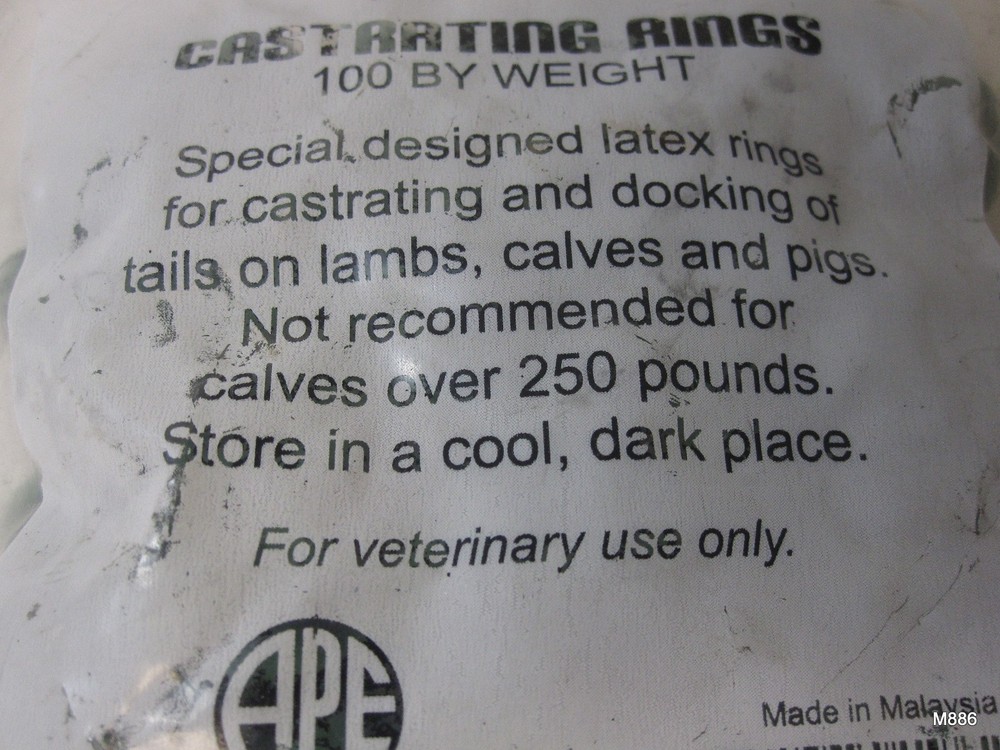 CASTRATING RINGS
100 BY WEIGHT
Special designed latex rings
for castrating and docking of
tails on lambs, calves and pigs.
Not recommended for
calves over 250 pounds.
Store in a cool, dark place.
For veterinary use only.
APE
Made in Malaysia
M886